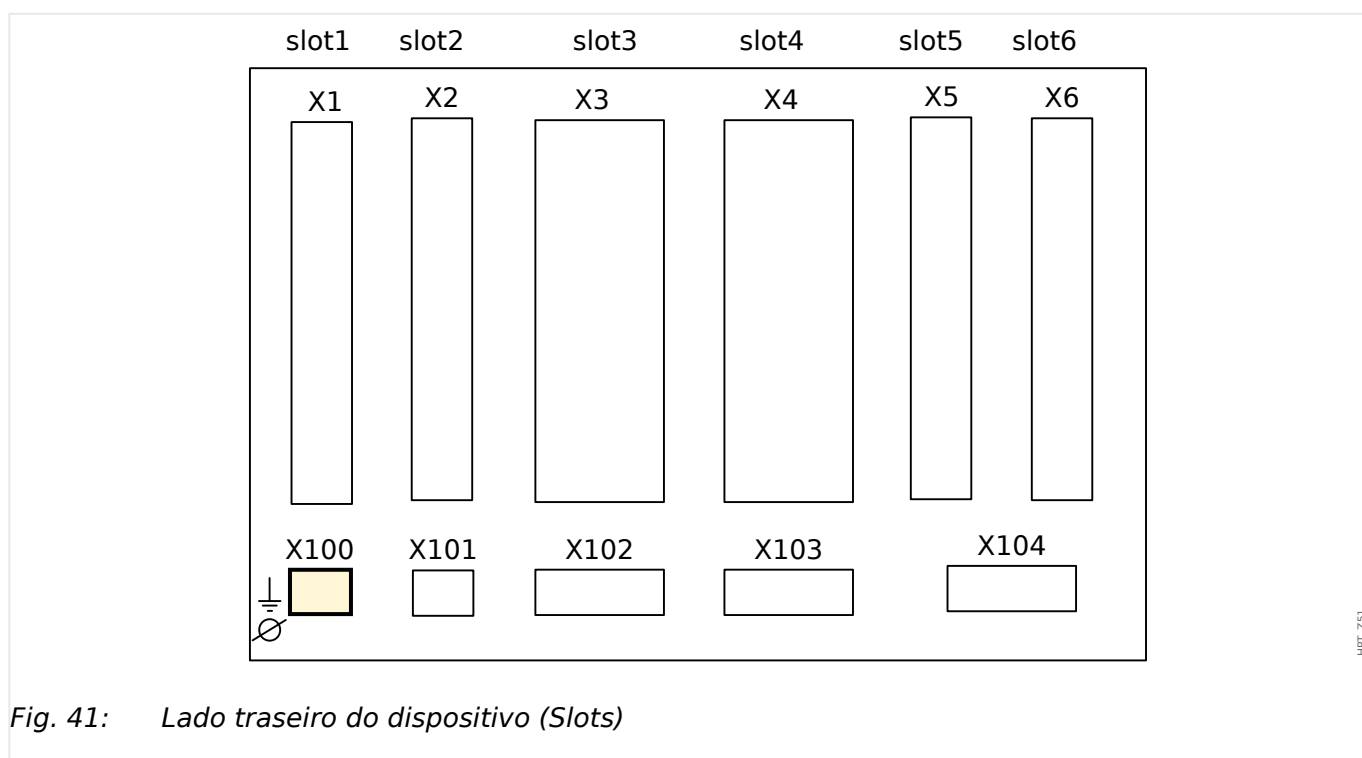 slot1 slot2 slot3 slot4 slot5 slot6
X1 X2 X3 X4 X5 X6
X100 X101 X102 X103 X104
Fig. 41: Lado traseiro do dispositivo (Slots)